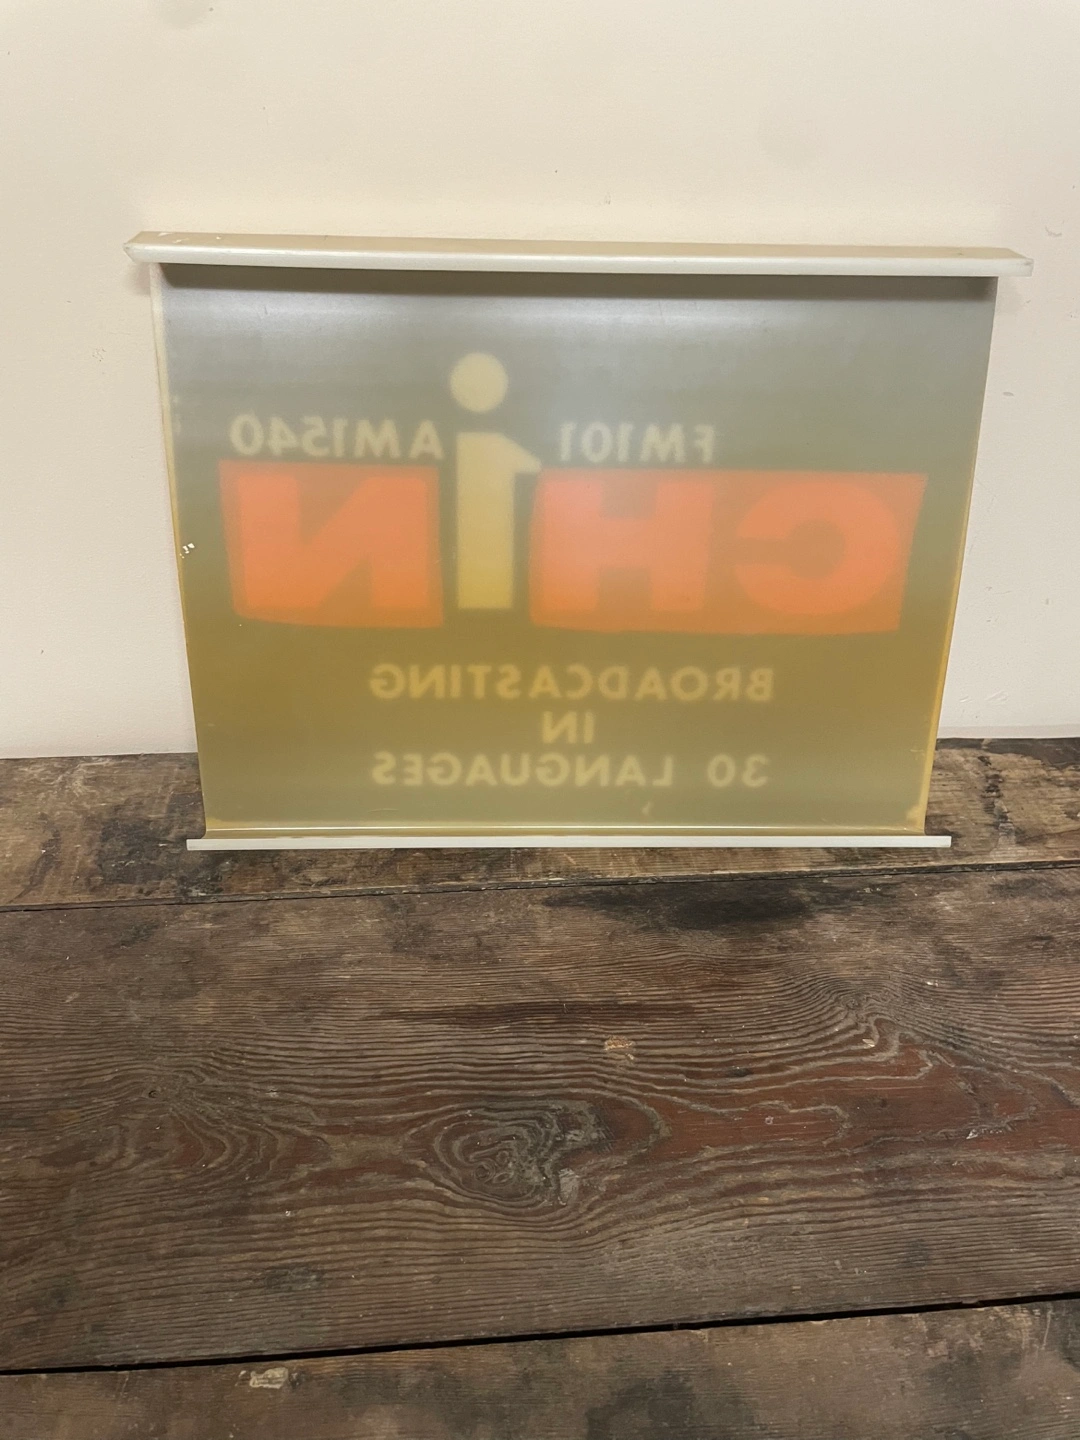 FM101 AM1540
CHiN
BROADCASTING
IN
30 LANGUAGES